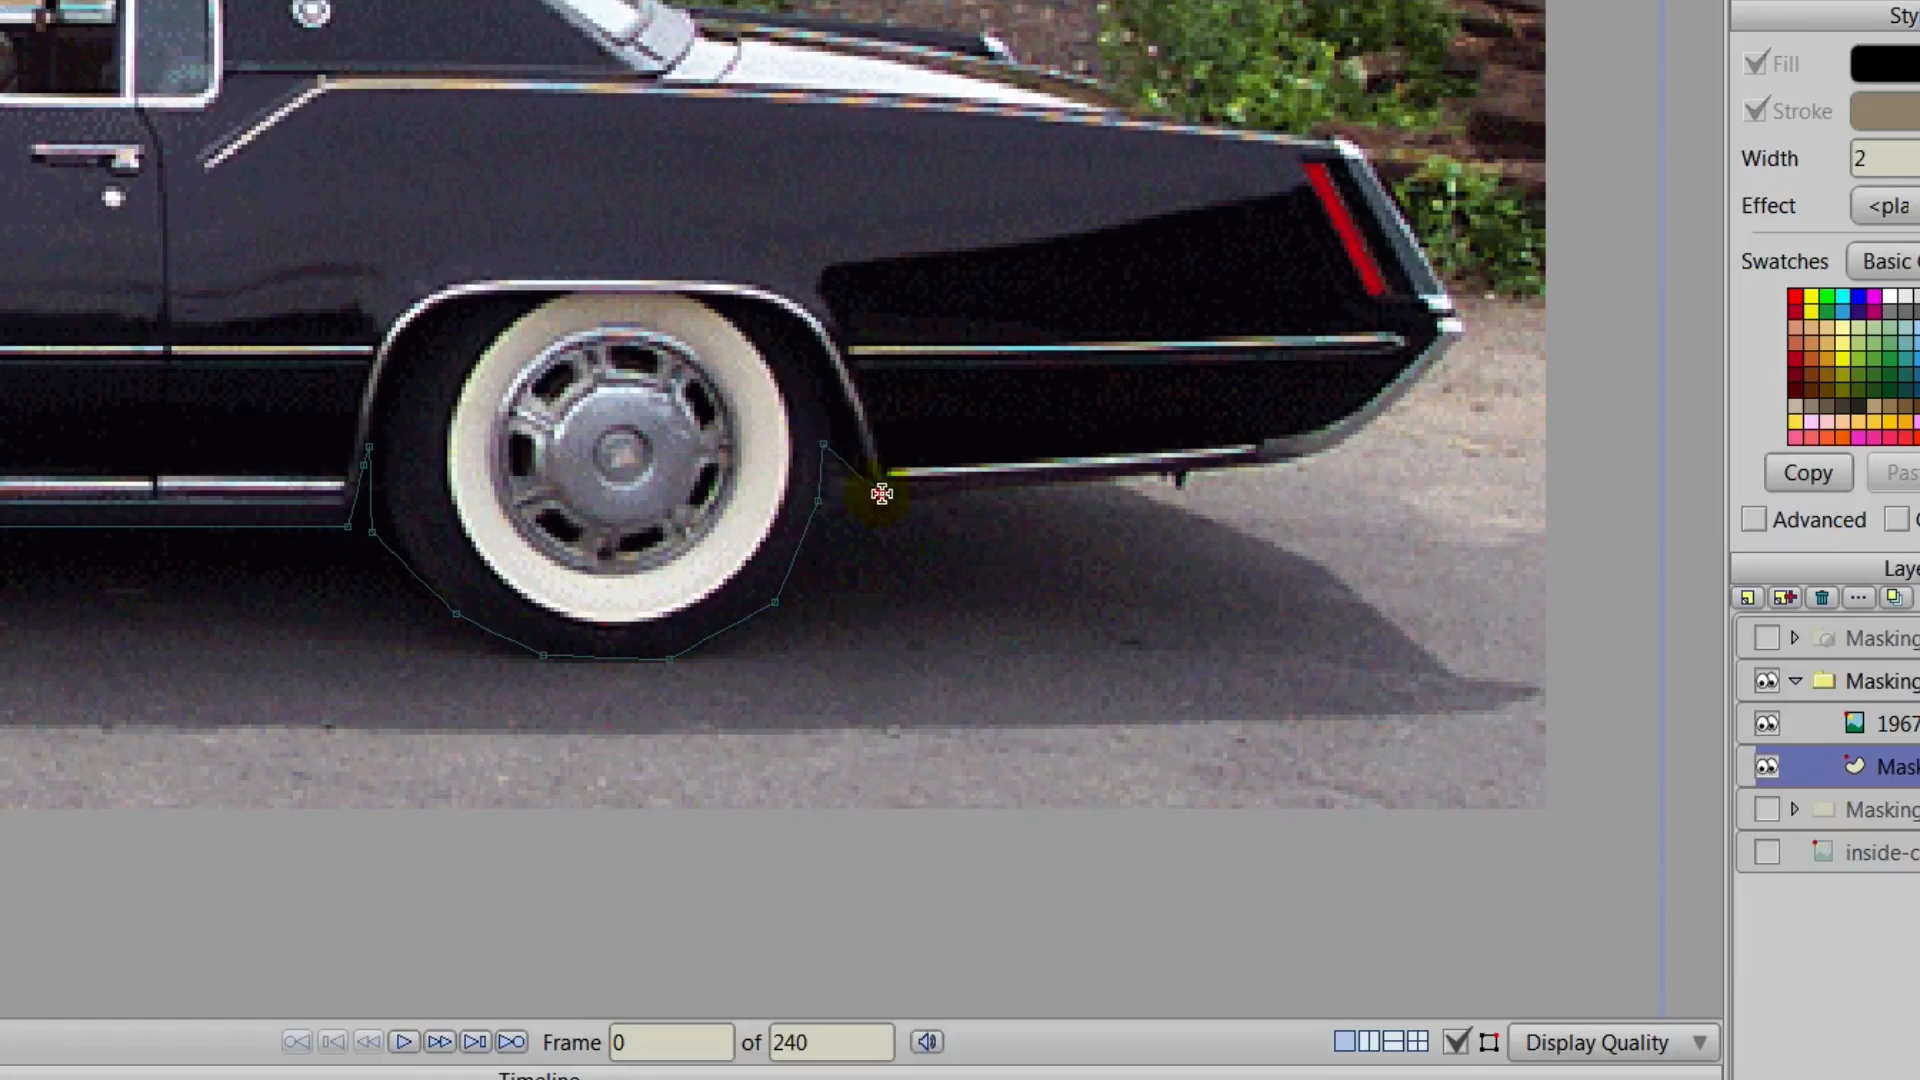 Sty
Fill
Stroke
Width 2
Effect <pla
Swatches Basic
Copy Pas
Advanced
Laye
Masking
Masking
1967
Mask
Masking
inside-c
Frame 0 of 240 Display Quality
Timeline